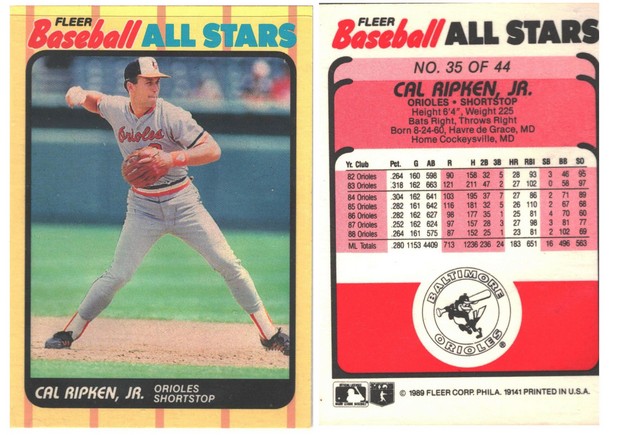 FLEER
Baseball ALL STARS
Orioles
CAL RIPKEN, JR.
ORIOLES
SHORTSTOP
FLEER
Baseball ALL STARS
NO. 35 OF 44
CAL RIPKEN, JR.
ORIOLES • SHORTSTOP
Height 6'4", Weight 225
Bats Right, Throws Right
Born 8-24-60, Havre de Grace, MD
Home Cockeysville, MD
Yr. Club Pct. G AB R H 2B 3B HR RBI SB BB SO
82 Orioles .264 160 598 90 158 32 5 28 93 3 46 95
83 Orioles .318 162 663 121 211 47 2 27 102 0 58 97
84 Orioles .304 162 641 103 195 37 7 27 86 2 71 89
85 Orioles .282 161 642 116 181 32 5 26 110 2 67 68
86 Orioles .282 162 627 98 177 35 1 25 81 4 70 60
87 Orioles .252 162 624 97 157 28 3 27 98 3 81 77
88 Orioles .264 161 575 87 152 25 1 23 81 2 102 69
ML Totals .280 1153 4409 713 1236 236 24 183 651 16 496 563
BALTIMORE
ORIOLES
© 1989 FLEER CORP. PHILA. 19141 PRINTED IN U.S.A.